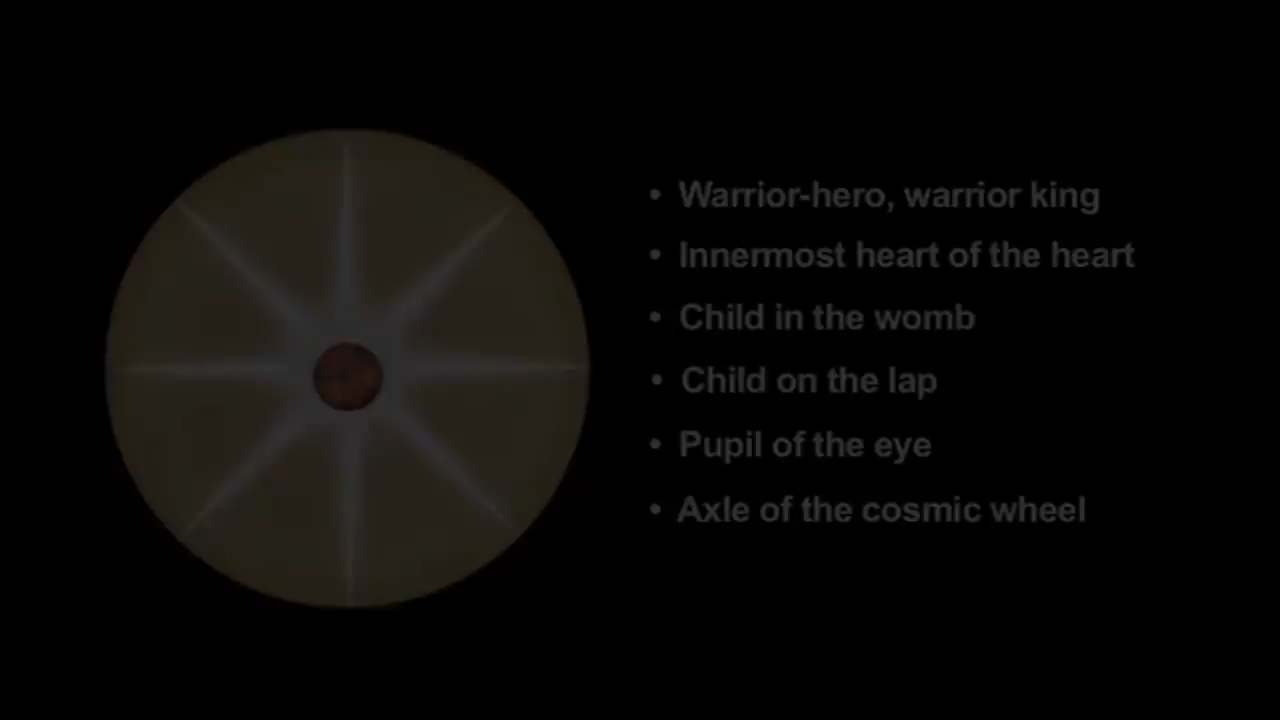 • Warrior-hero, warrior king
• Innermost heart of the heart
• Child in the womb
• Child on the lap
• Pupil of the eye
• Axle of the cosmic wheel